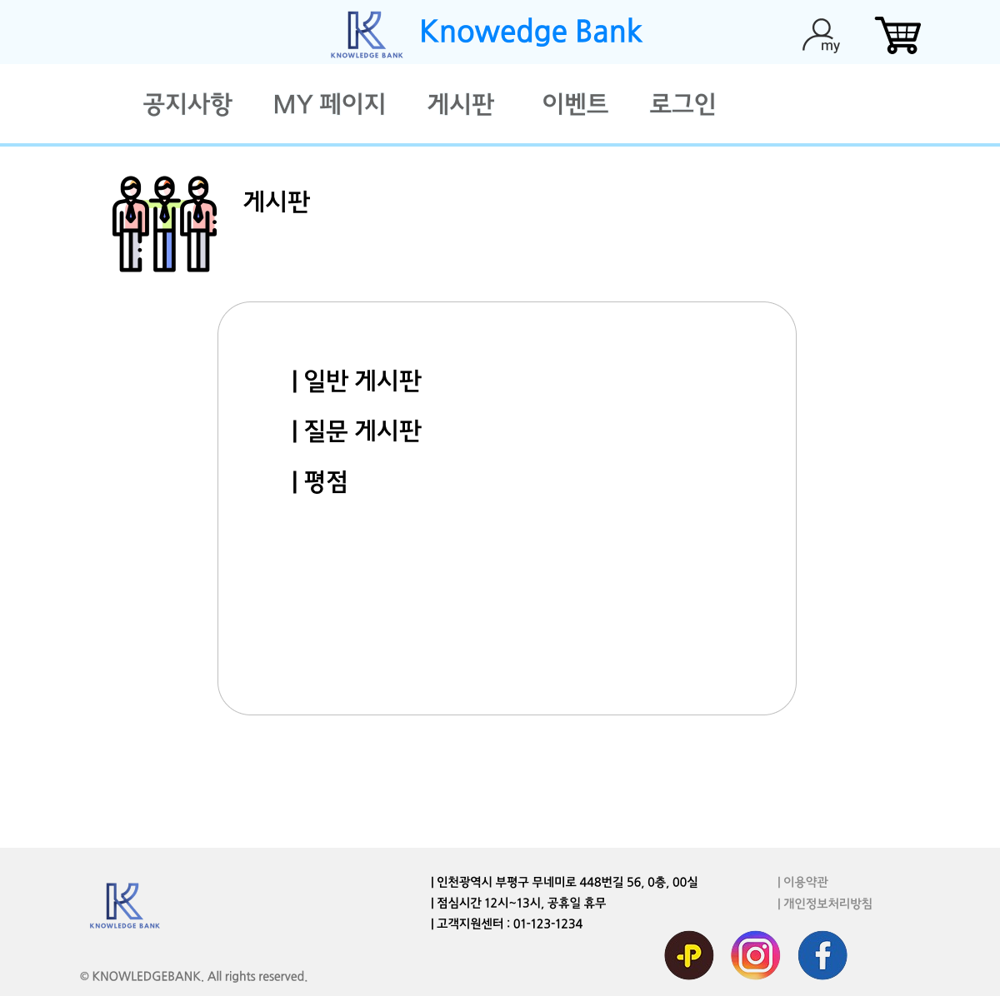 KNOWLEDGE BANK
Knowedge Bank
my
공지사항 MY 페이지 게시판 이벤트 로그인
게시판
| 일반 게시판
| 질문 게시판
| 평점
KNOWLEDGE BANK
| 인천광역시 부평구 무네미로 448번길 56, 0층, 00실
| 점심시간 12시~13시, 공휴일 휴무
| 고객지원센터 : 01-123-1234
| 이용약관
| 개인정보처리방침
© KNOWLEDGEBANK. All rights reserved.